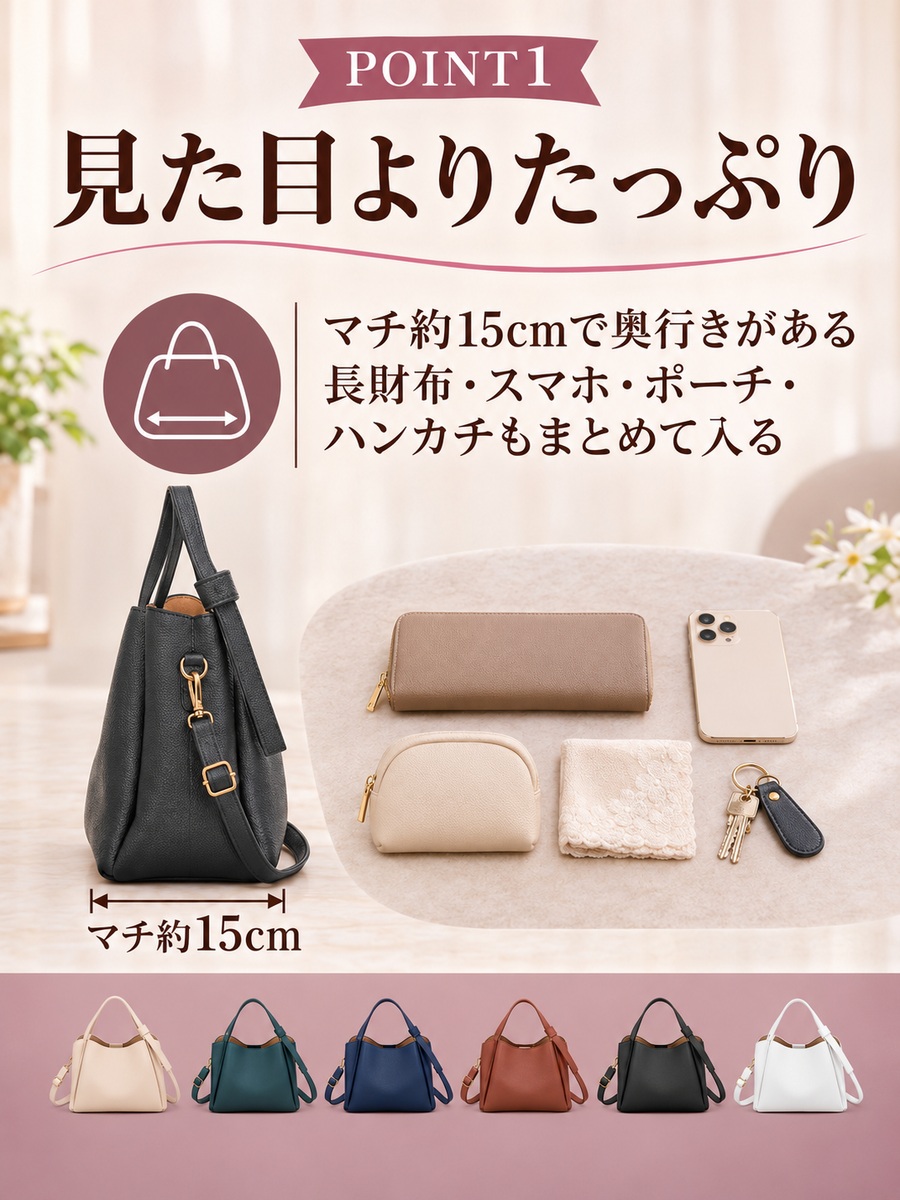 POINT1
見た目よりたっぷり
マチ約15cmで奥行きがある
長財布・スマホ・ポーチ・
ハンカチもまとめて入る
マチ約15cm